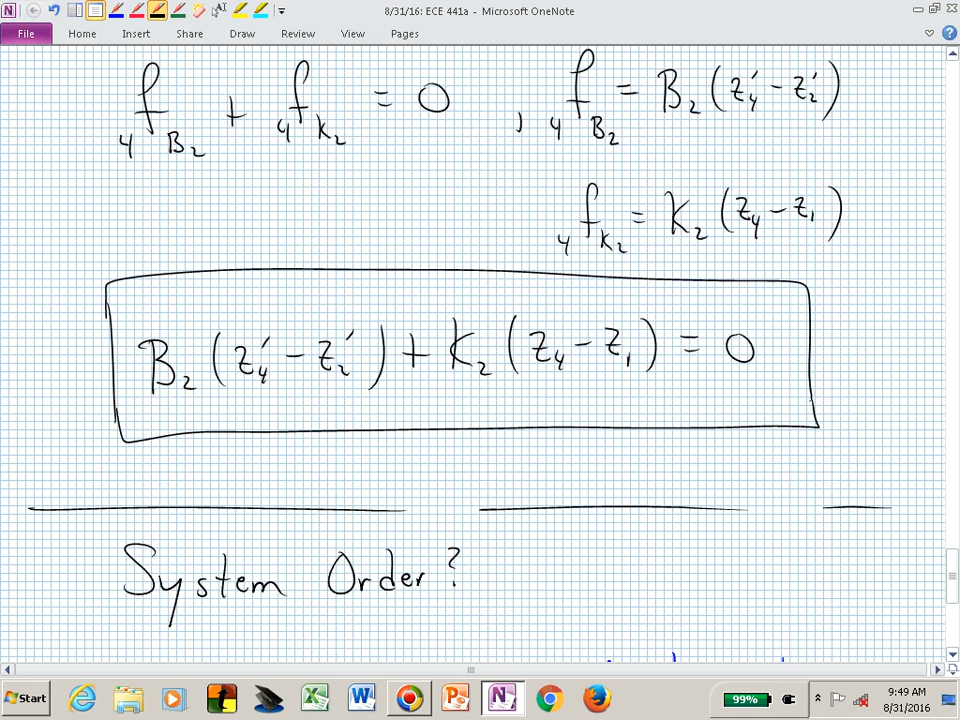 8/31/16: ECE 441a - Microsoft OneNote
File Home Insert Share Draw Review View Pages
₄f_B₂ + ₄f_K₂ = 0 , ₄f_B₂ = B₂(z₄′ − z₂′)
₄f_K₂ = K₂(z₄ − z₁)
B₂(z₄′ − z₂′) + K₂(z₄ − z₁) = 0
System Order?
Start 99% 9:49 AM
8/31/2016